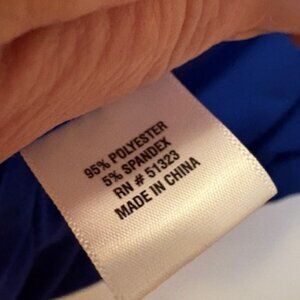 95% POLYESTER
5% SPANDEX
RN # 51323
MADE IN CHINA